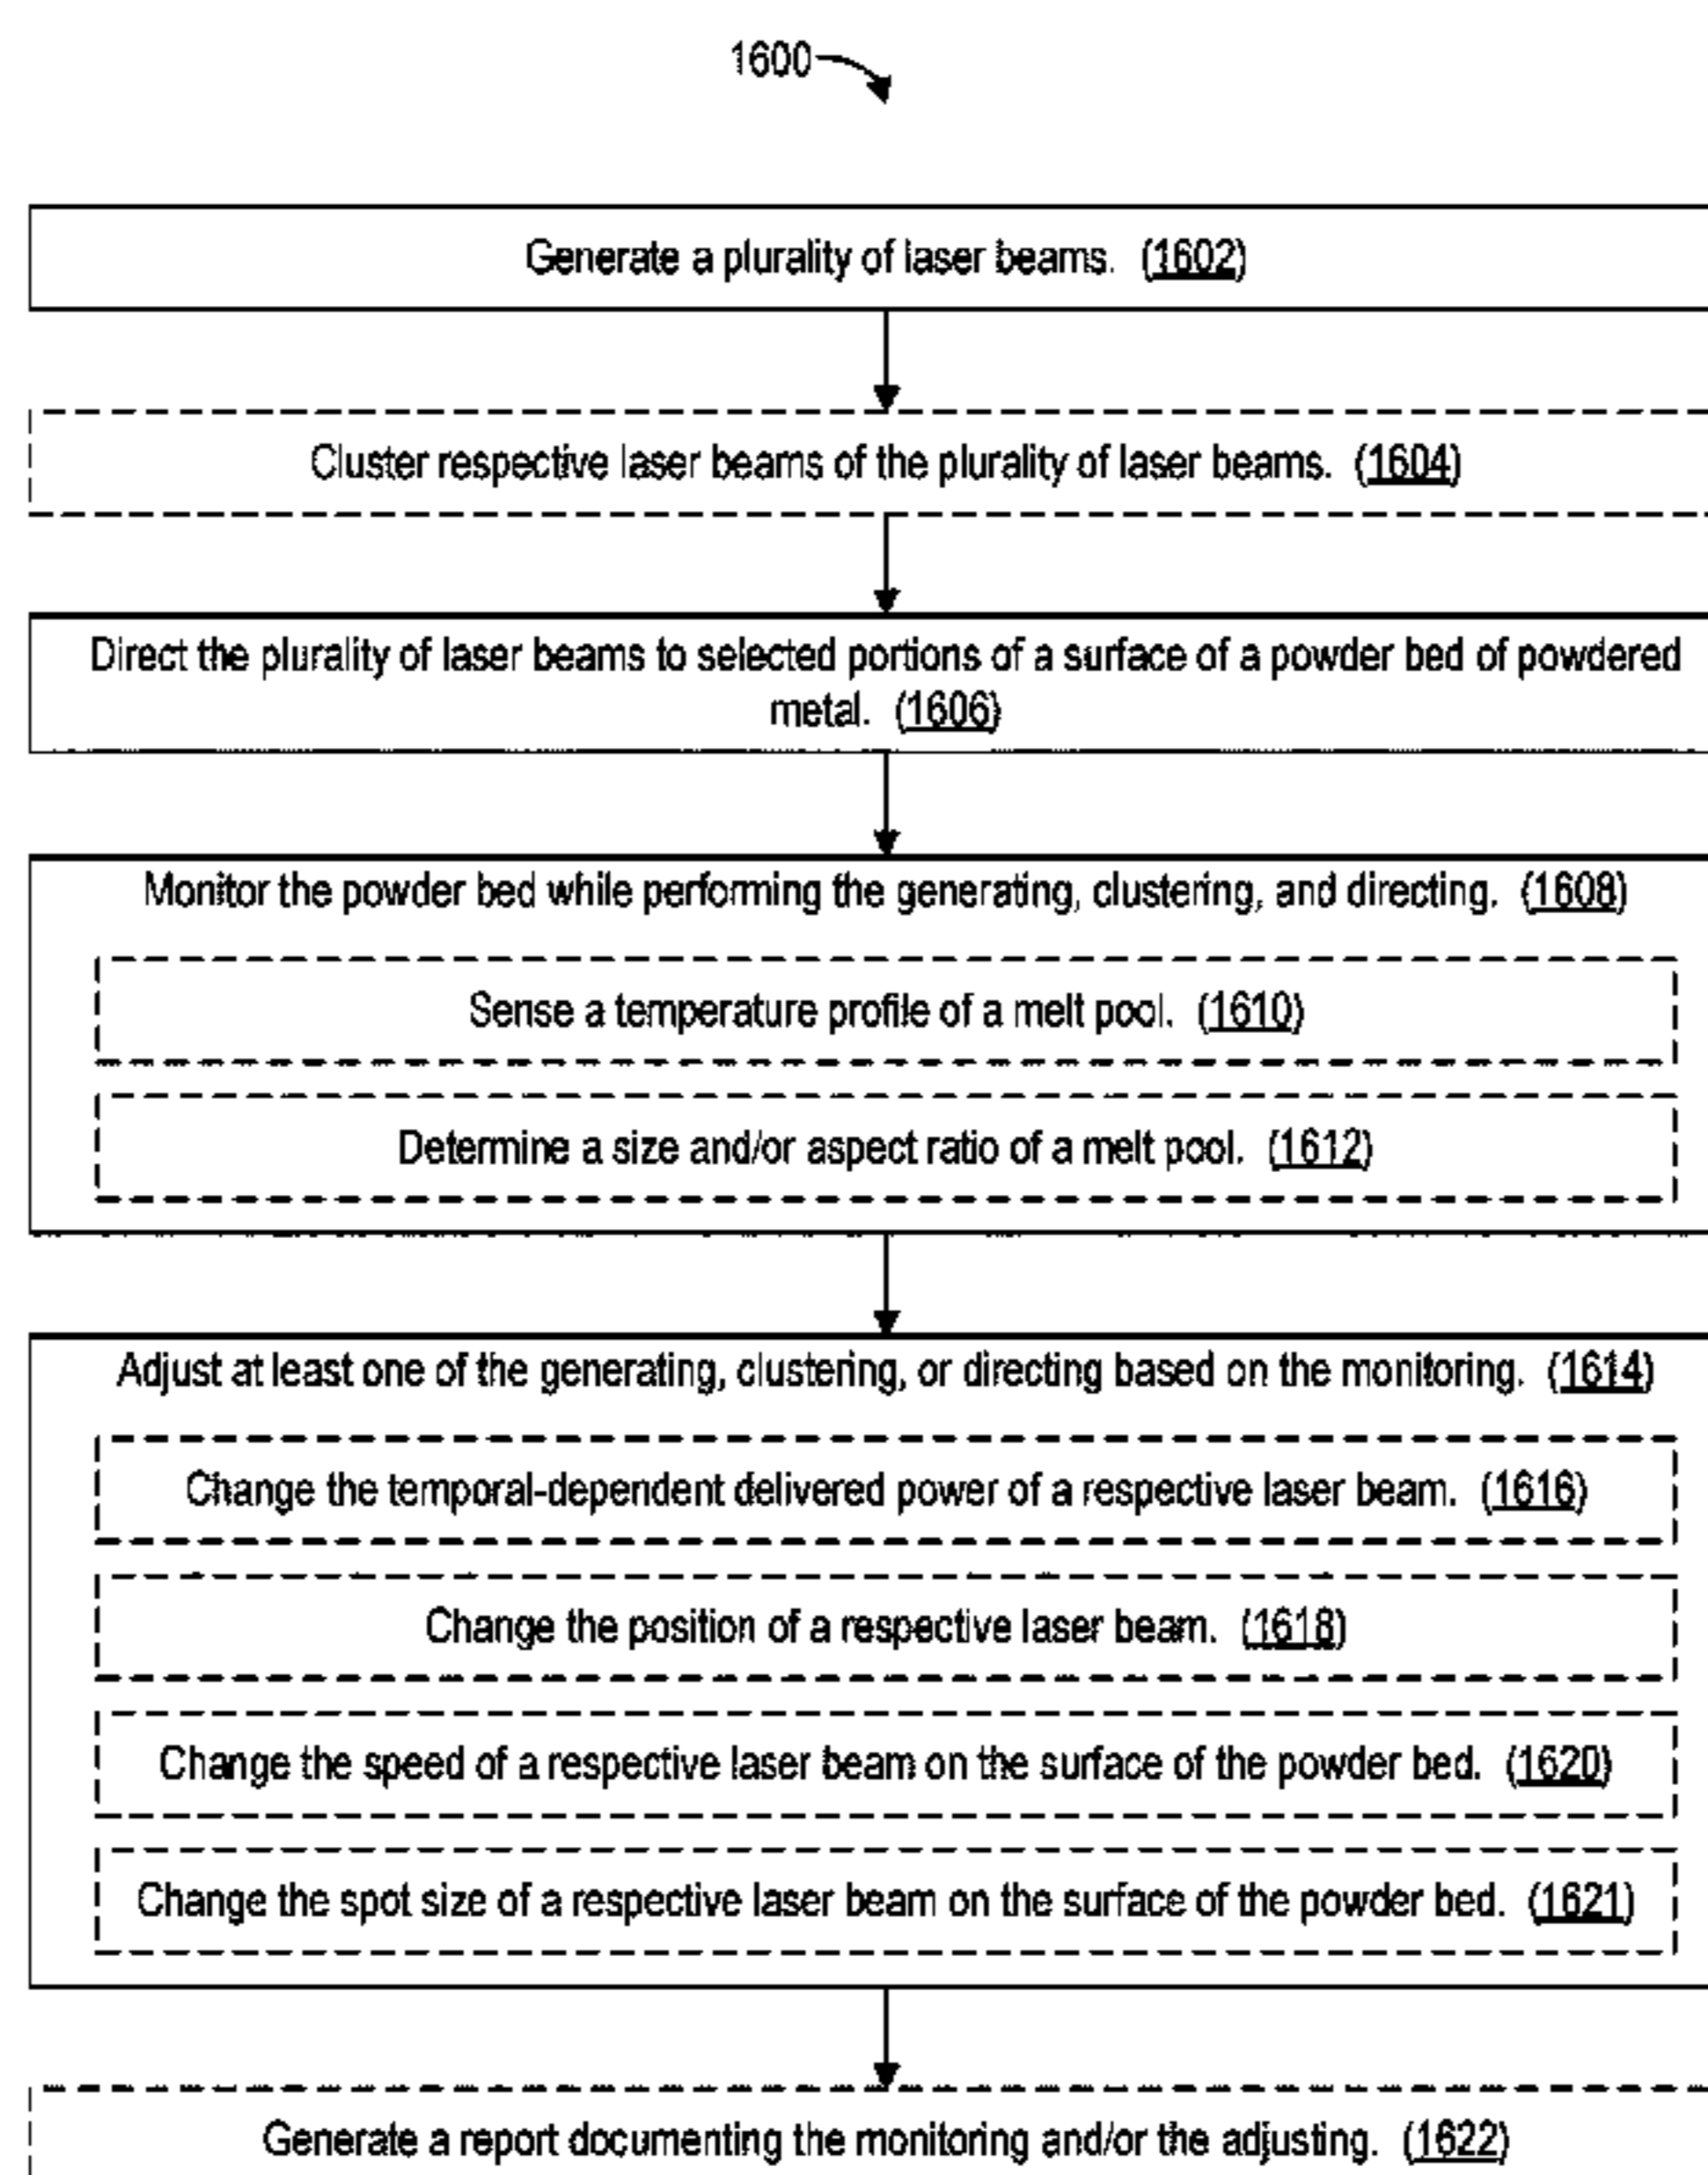 1600
Generate a plurality of laser beams. (1602)
Cluster respective laser beams of the plurality of laser beams. (1604)
Direct the plurality of laser beams to selected portions of a surface of a powder bed of powdered
metal. (1606)
Monitor the powder bed while performing the generating, clustering, and directing. (1608)
Sense a temperature profile of a melt pool. (1610)
Determine a size and/or aspect ratio of a melt pool. (1612)
Adjust at least one of the generating, clustering, or directing based on the monitoring. (1614)
Change the temporal-dependent delivered power of a respective laser beam. (1616)
Change the position of a respective laser beam. (1618)
Change the speed of a respective laser beam on the surface of the powder bed. (1620)
Change the spot size of a respective laser beam on the surface of the powder bed. (1621)
Generate a report documenting the monitoring and/or the adjusting. (1622)